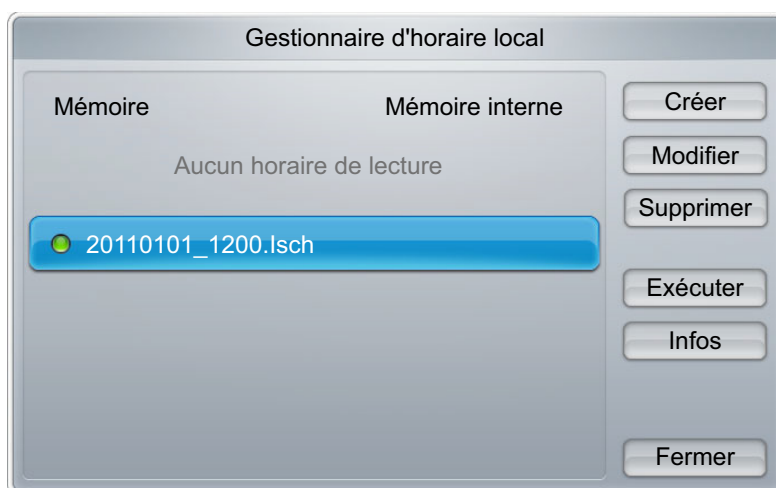 Gestionnaire d'horaire local
Mémoire Mémoire interne
Aucun horaire de lecture
20110101_1200.lsch
Créer
Modifier
Supprimer
Exécuter
Infos
Fermer